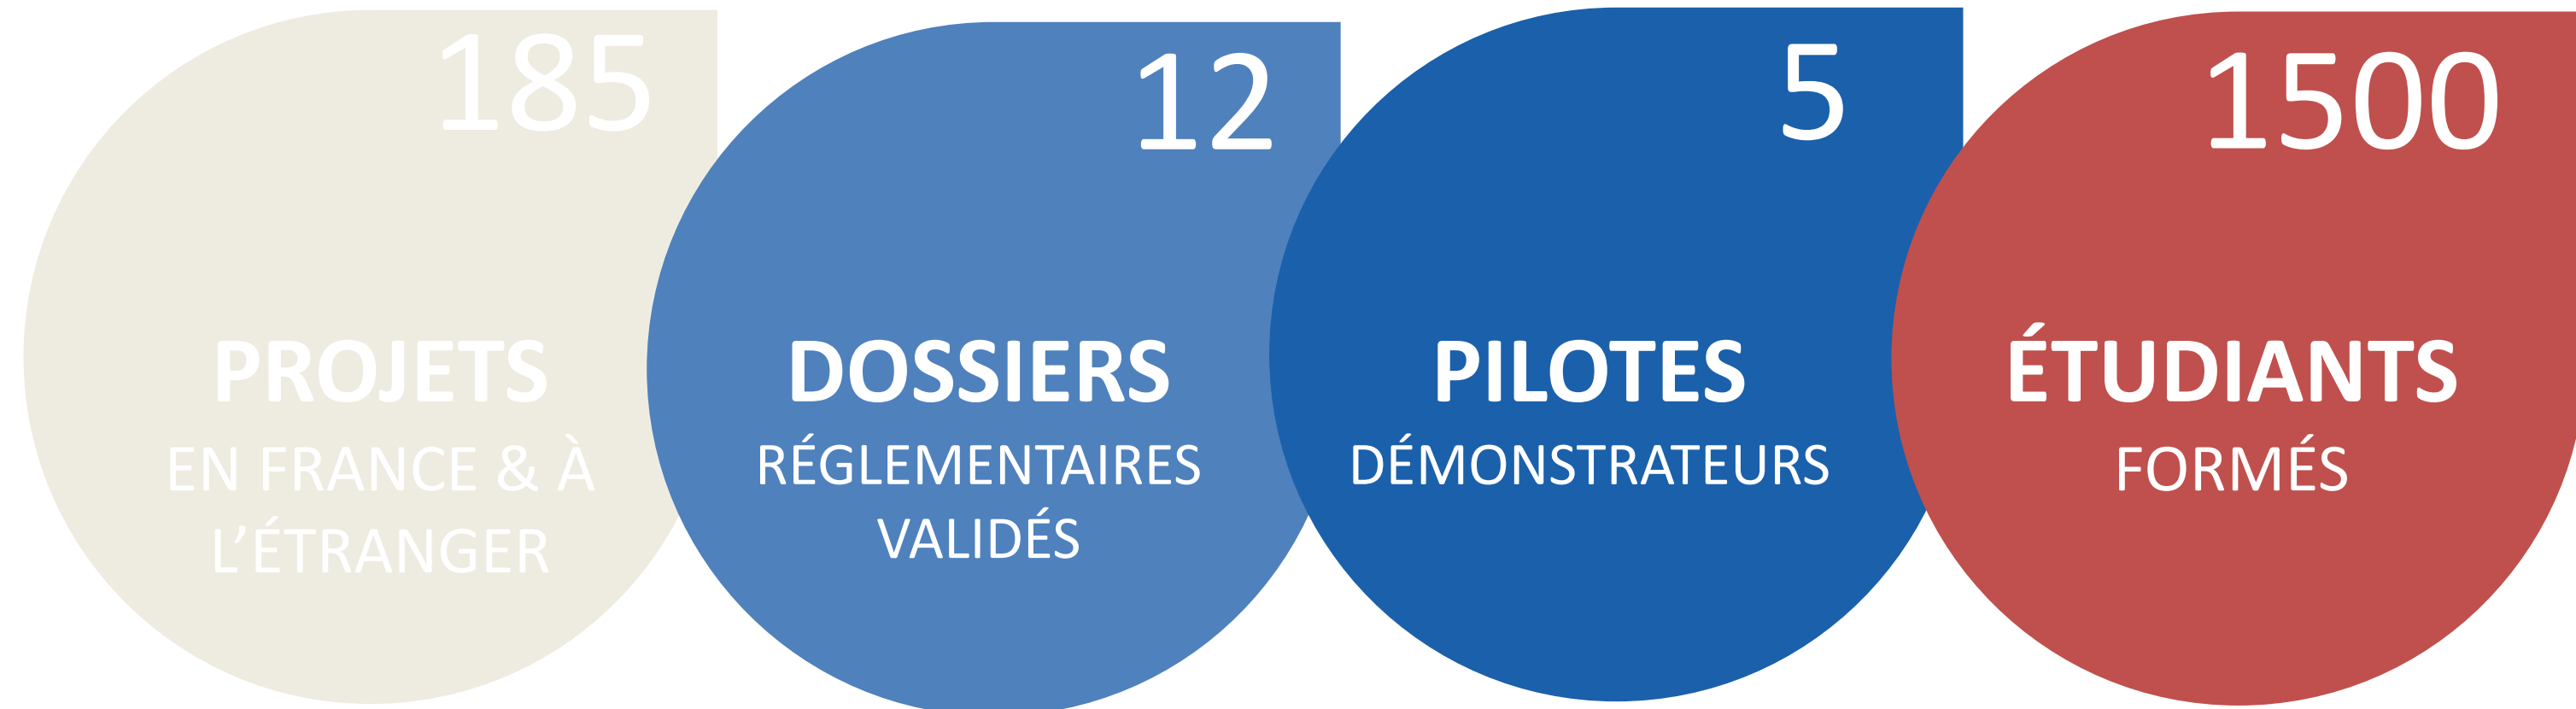 185
PROJETS
EN FRANCE & À
L’ÉTRANGER
12
DOSSIERS
RÉGLEMENTAIRES
VALIDÉS
5
PILOTES
DÉMONSTRATEURS
1500
ÉTUDIANTS
FORMÉS